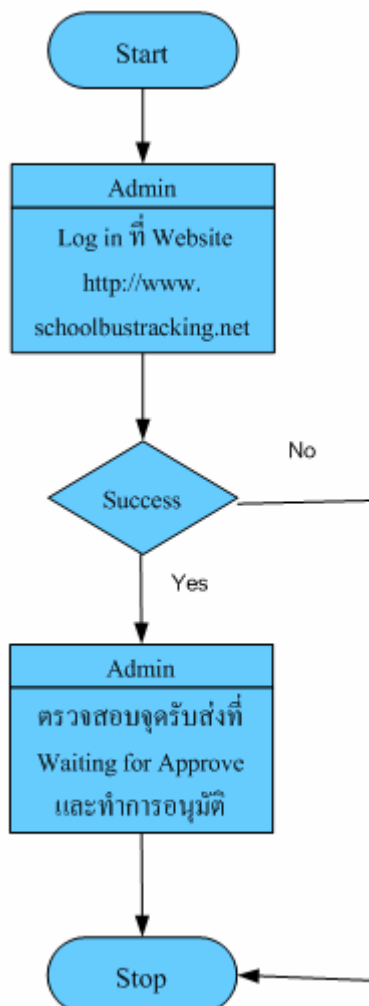 Start
Admin
Log in ที่ Website
http://www.
schoolbustracking.net
Success
No
Yes
Admin
ตรวจสอบจุดรับส่งที่
Waiting for Approve
และทำการอนุมัติ
Stop